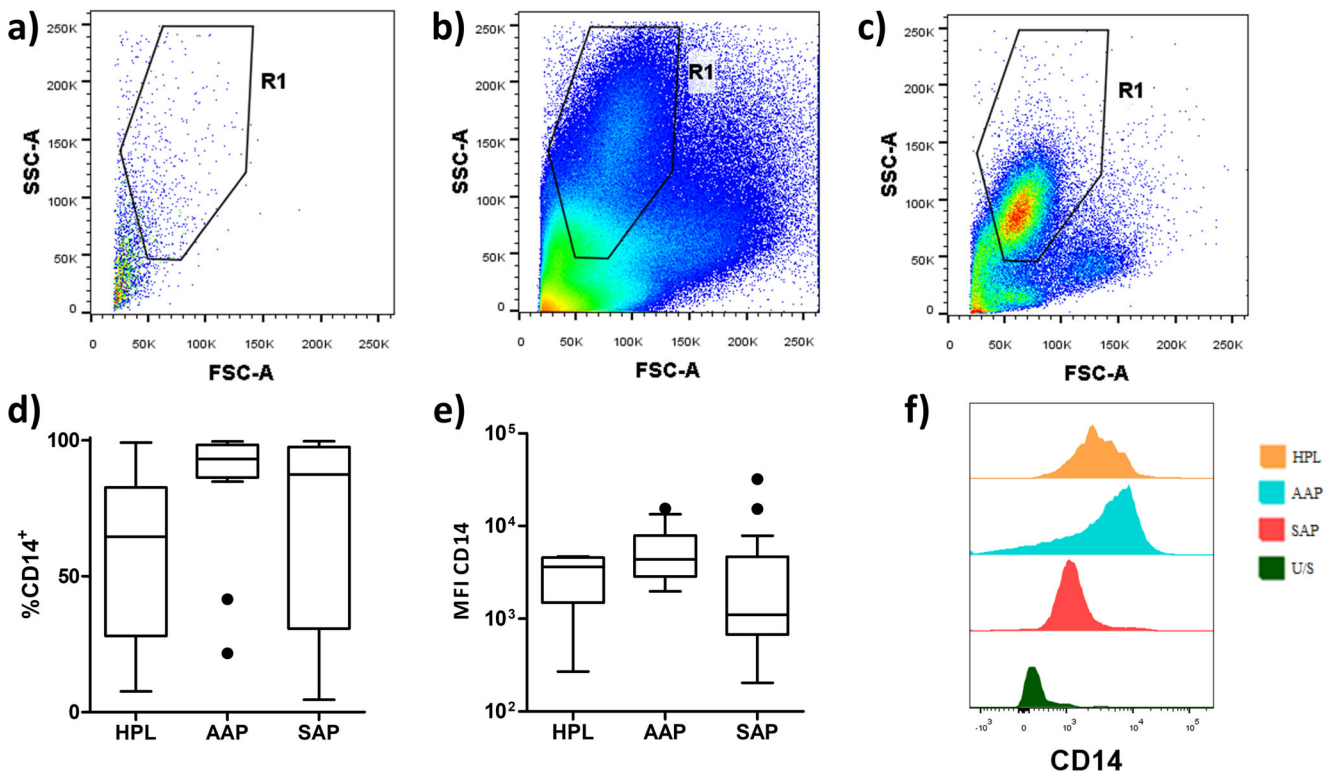 a)
250K
200K
150K
100K
50K
0
SSC-A
R1
0 50K 100K 150K 200K 250K
FSC-A
b)
250K
200K
150K
100K
50K
0
SSC-A
R1
0 50K 100K 150K 200K 250K
FSC-A
c)
250K
200K
150K
100K
50K
0
SSC-A
R1
0 50K 100K 150K 200K 250K
FSC-A
d)
100
50
0
%CD14+
HPL AAP SAP
e)
10^5
10^4
10^3
10^2
MFI CD14
HPL AAP SAP
f)
HPL
AAP
SAP
U/S
-10^3 0 10^3 10^4 10^5
CD14